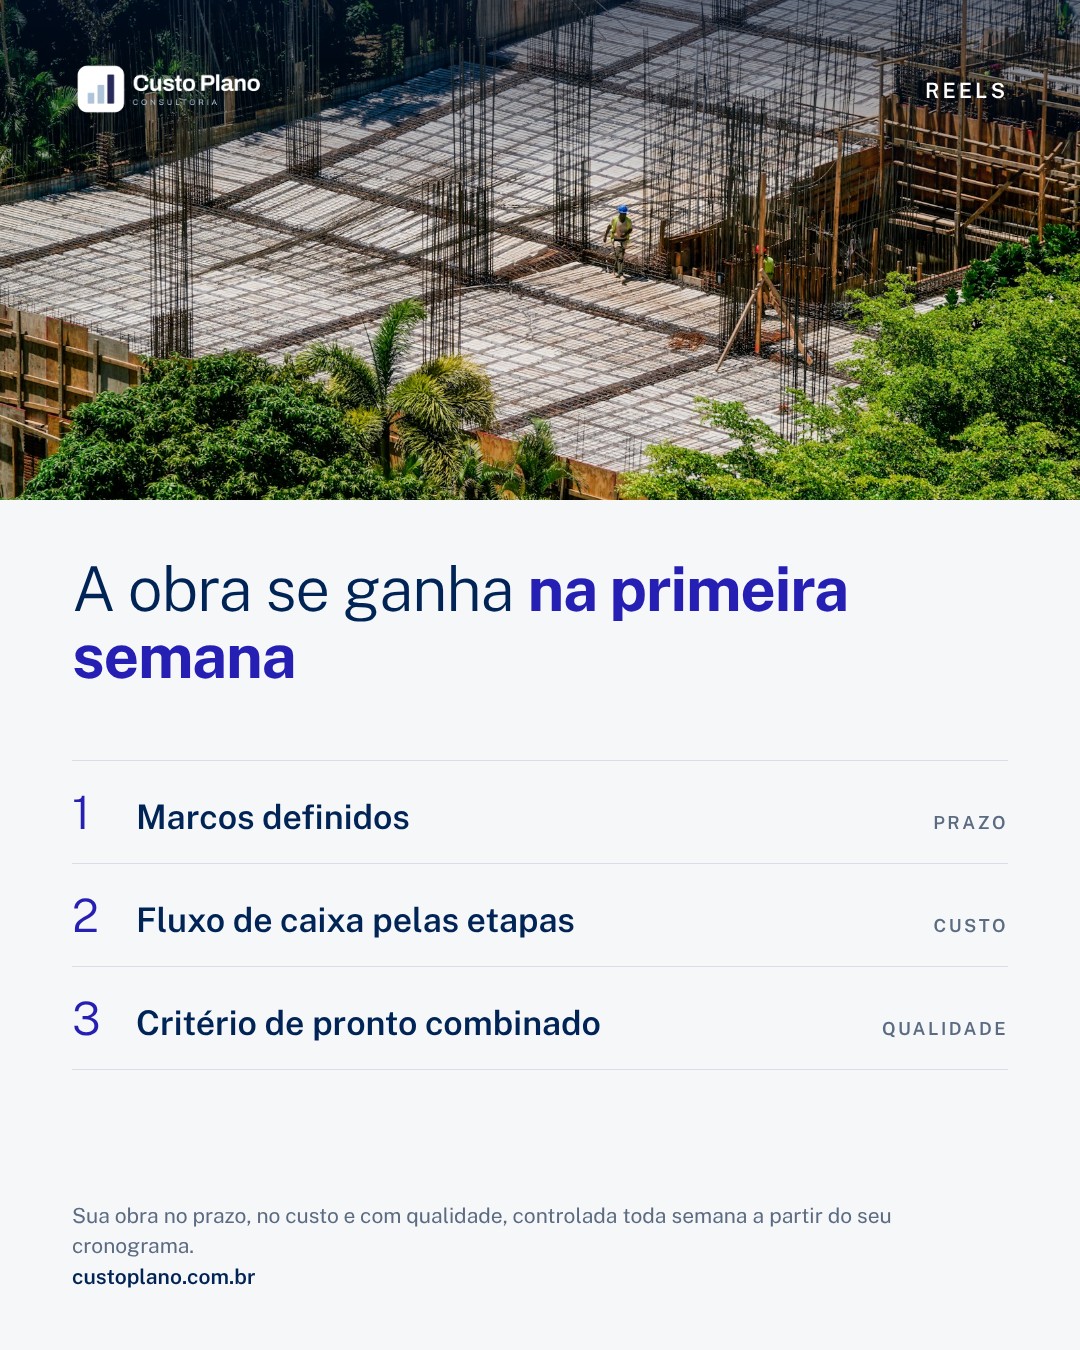 Custo Plano
CONSULTORIA
REELS
A obra se ganha na primeira
semana
1 Marcos definidos PRAZO
2 Fluxo de caixa pelas etapas CUSTO
3 Critério de pronto combinado QUALIDADE
Sua obra no prazo, no custo e com qualidade, controlada toda semana a partir do seu
cronograma.
custoplano.com.br